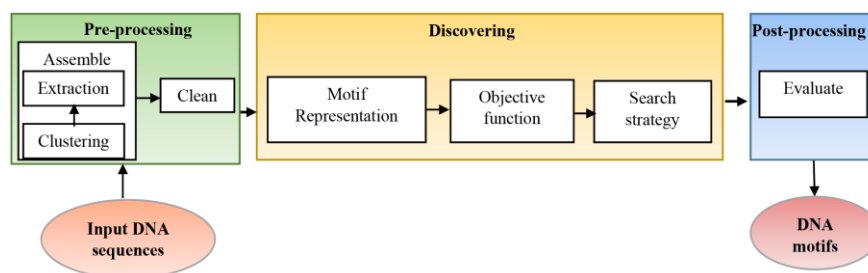 Pre-processing
Assemble
Extraction
Clustering
Clean
Discovering
Motif
Representation
Objective
function
Search
strategy
Post-processing
Evaluate
Input DNA
sequences
DNA
motifs